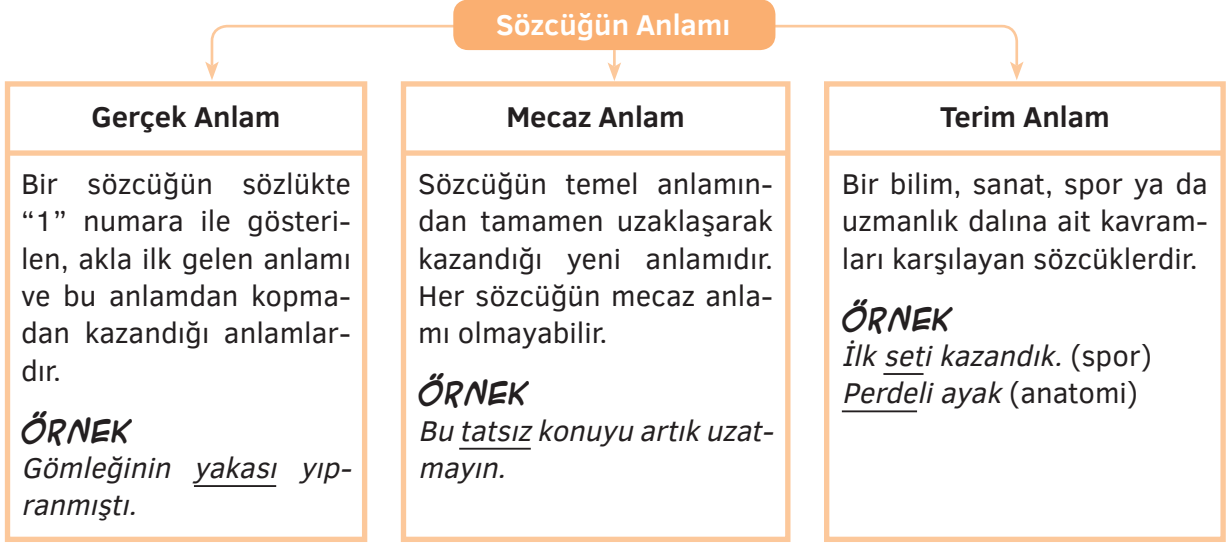 Sözcüğün Anlamı
Gerçek Anlam
Bir sözcüğün sözlükte
“1” numara ile gösteri-
len, akla ilk gelen anlamı
ve bu anlamdan kopma-
dan kazandığı anlamlar-
dır.
ÖRNEK
Gömleğinin yakası yıp-
ranmıştı.
Mecaz Anlam
Sözcüğün temel anlamın-
dan tamamen uzaklaşarak
kazandığı yeni anlamıdır.
Her sözcüğün mecaz anla-
mı olmayabilir.
ÖRNEK
Bu tatsız konuyu artık uzat-
mayın.
Terim Anlam
Bir bilim, sanat, spor ya da
uzmanlık dalına ait kavram-
ları karşılayan sözcüklerdir.
ÖRNEK
İlk seti kazandık. (spor)
Perdeli ayak (anatomi)